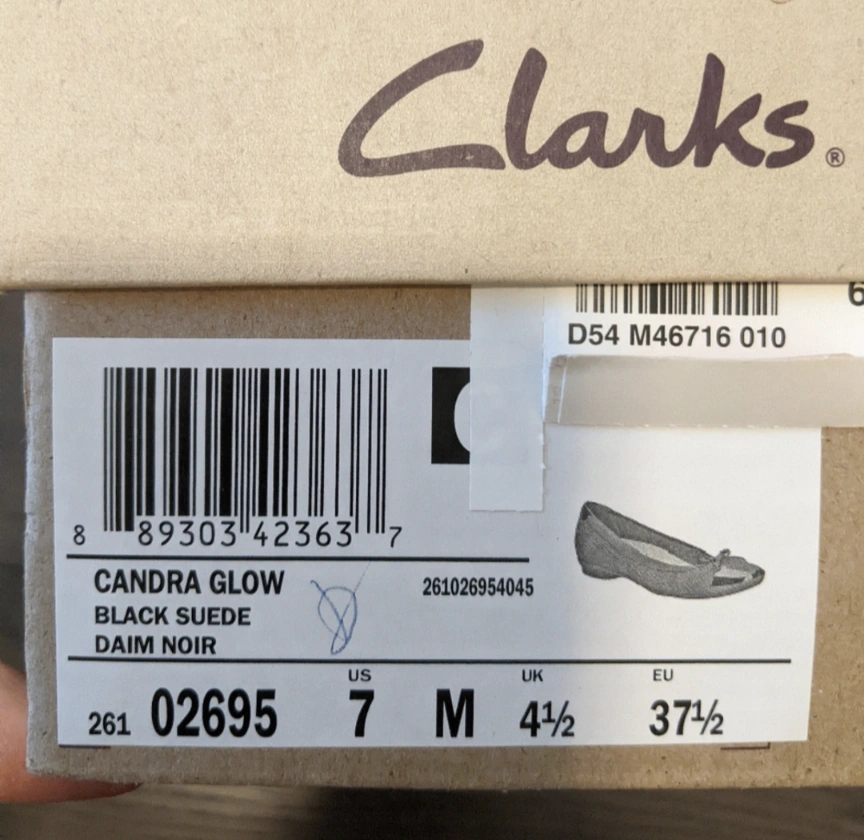 Clarks®
D54 M46716 010
8 89303 42363 7
CANDRA GLOW
261026954045
BLACK SUEDE
DAIM NOIR
US UK EU
261 02695 7 M 4½ 37½